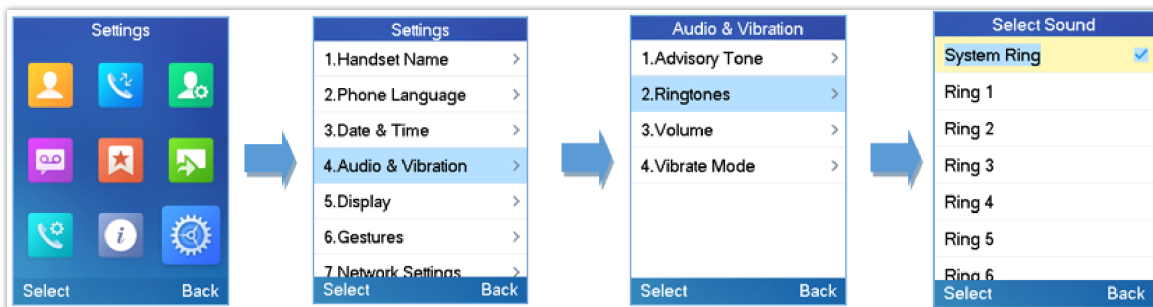 Settings
Select Back
Settings
1.Handset Name
2.Phone Language
3.Date & Time
4.Audio & Vibration
5.Display
6.Gestures
7.Network Settings
Select Back
Audio & Vibration
1.Advisory Tone
2.Ringtones
3.Volume
4.Vibrate Mode
Select Back
Select Sound
System Ring
Ring 1
Ring 2
Ring 3
Ring 4
Ring 5
Ring 6
Select Back